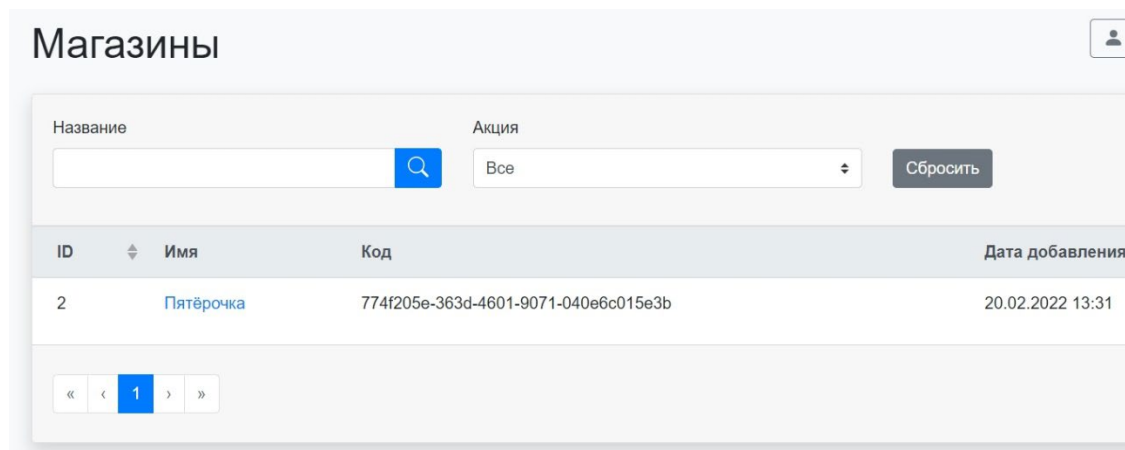 Магазины
Название Акция
Все Сбросить
ID Имя Код Дата добавления
2 Пятёрочка 774f205e-363d-4601-9071-040e6c015e3b 20.02.2022 13:31
« ‹ 1 › »